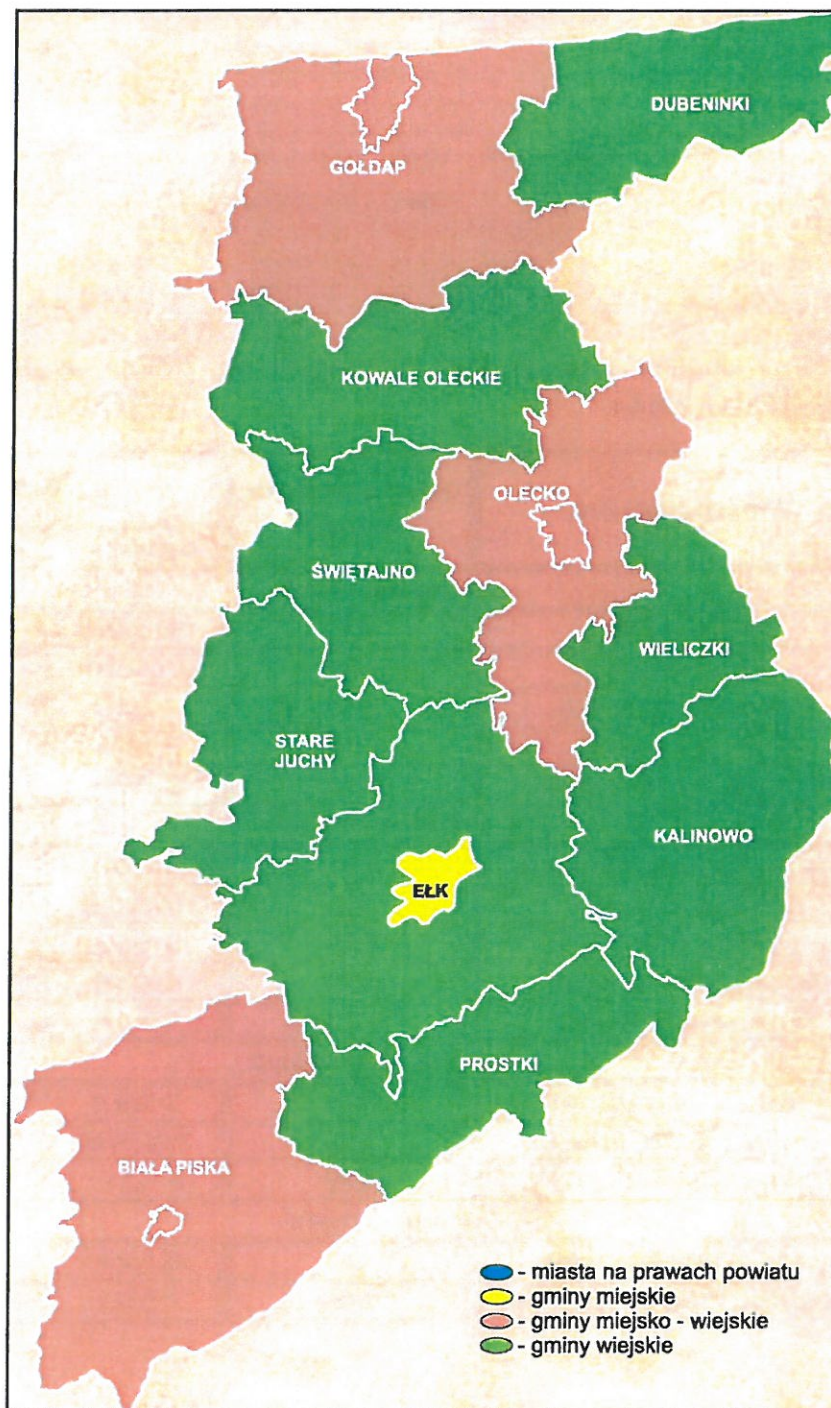 DUBENINKI
GOŁDAP
KOWALE OLECKIE
OLECKO
ŚWIĘTAJNO
WIELICZKI
STARE
JUCHY
KALINOWO
EŁK
PROSTKI
BIAŁA PISKA
- miasta na prawach powiatu
- gminy miejskie
- gminy miejsko - wiejskie
- gminy wiejskie